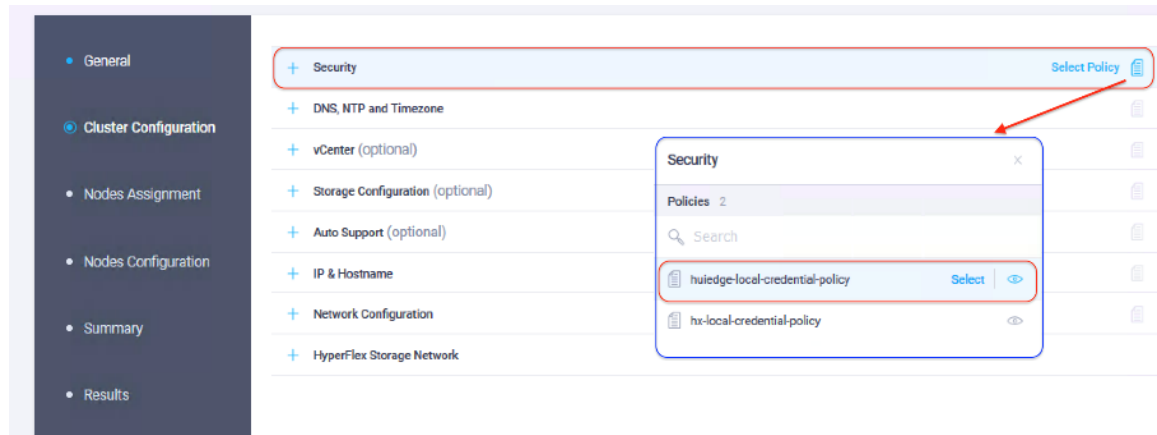 General
Cluster Configuration
Nodes Assignment
Nodes Configuration
Summary
Results
Security
Select Policy
DNS, NTP and Timezone
vCenter (optional)
Storage Configuration (optional)
Auto Support (optional)
IP & Hostname
Network Configuration
HyperFlex Storage Network
Security
Policies 2
Search
huiedge-local-credential-policy Select
hx-local-credential-policy